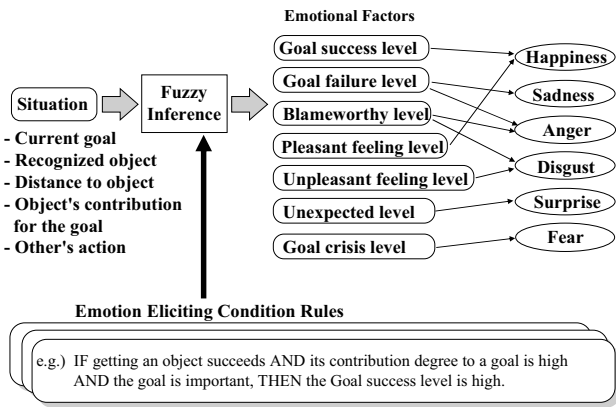 Emotional Factors
Goal success level
Goal failure level
Blameworthy level
Pleasant feeling level
Unpleasant feeling level
Unexpected level
Goal crisis level
Happiness
Sadness
Anger
Disgust
Surprise
Fear
Situation
Fuzzy
Inference
- Current goal
- Recognized object
- Distance to object
- Object's contribution
for the goal
- Other's action
Emotion Eliciting Condition Rules
e.g.) IF getting an object succeeds AND its contribution degree to a goal is high
AND the goal is important, THEN the Goal success level is high.